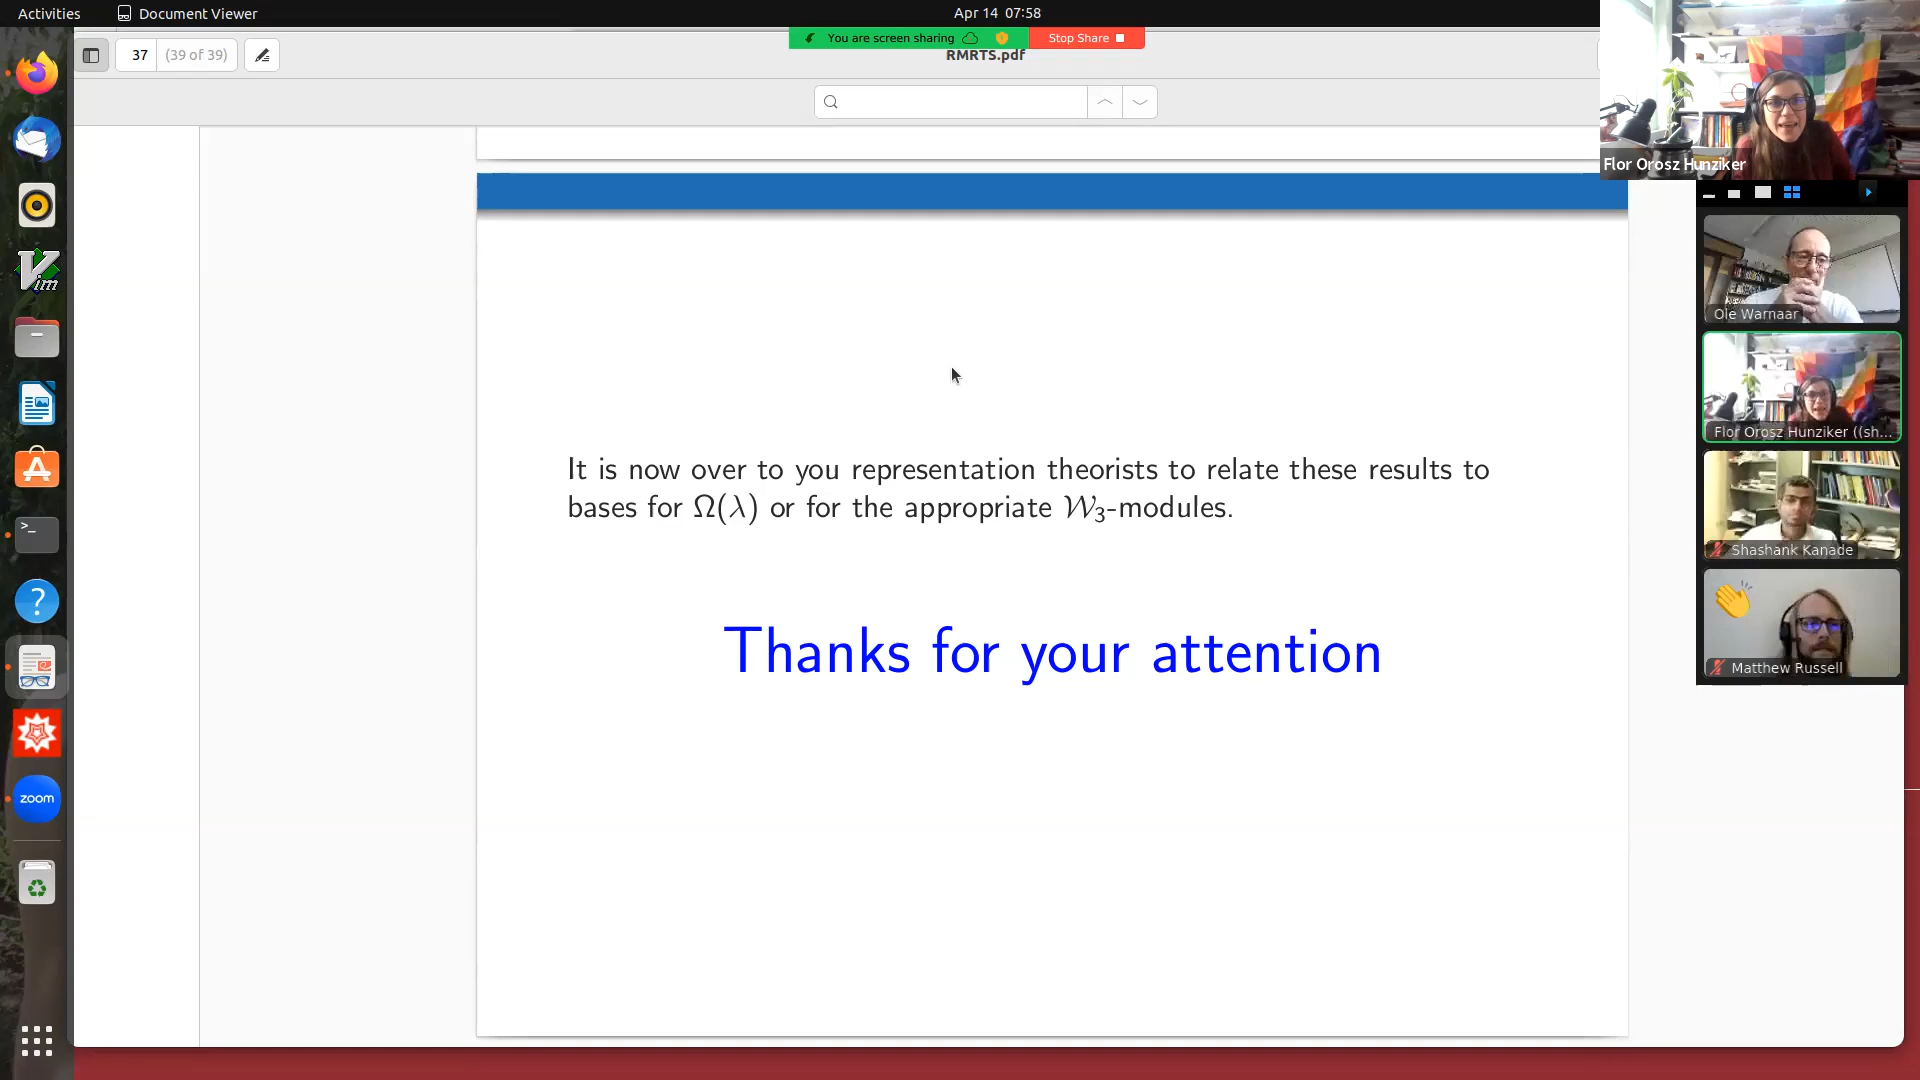 Activities
Document Viewer
Apr 14 07:58
You are screen sharing
Stop Share
37
(39 of 39)
RMRTS.pdf
Flor Orosz Hunziker
Ole Warnaar
Flor Orosz Hunziker ((sh...
Shashank Kanade
Matthew Russell
It is now over to you representation theorists to relate these results to
bases for Ω(λ) or for the appropriate 𝒲₃-modules.
Thanks for your attention
Vim
>_
?
zoom